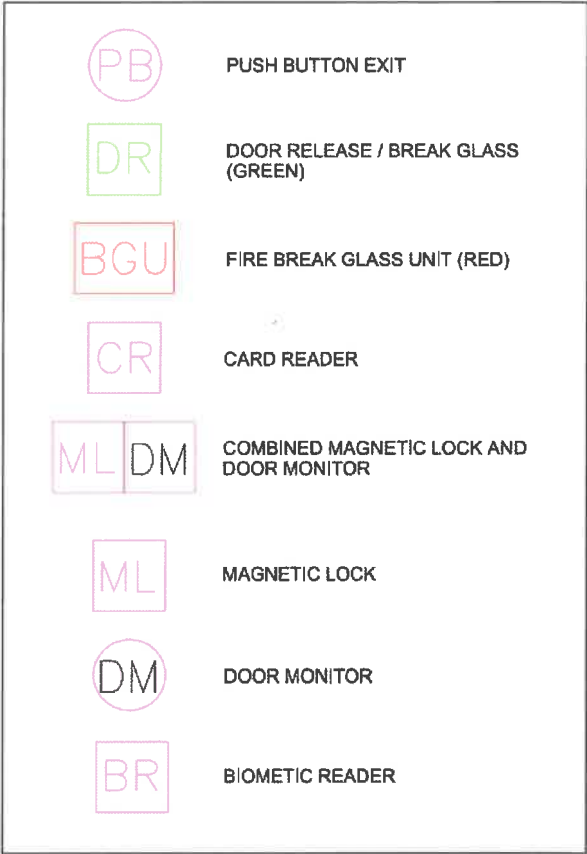 PB PUSH BUTTON EXIT
DR DOOR RELEASE / BREAK GLASS
(GREEN)
BGU FIRE BREAK GLASS UNIT (RED)
CR CARD READER
ML DM COMBINED MAGNETIC LOCK AND
DOOR MONITOR
ML MAGNETIC LOCK
DM DOOR MONITOR
BR BIOMETIC READER